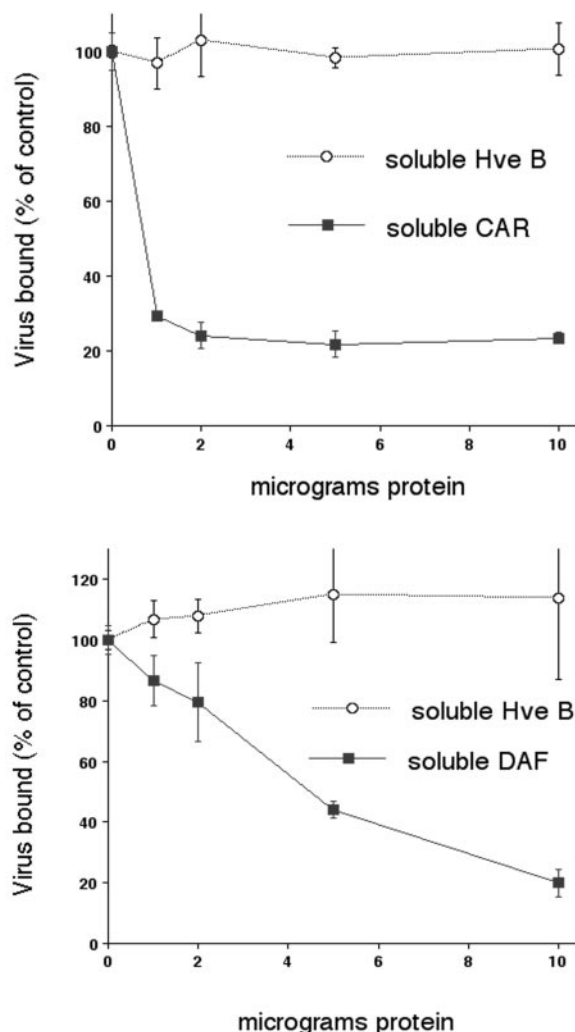 Virus bound (% of control)
100
80
60
40
20
0
soluble Hve B
soluble CAR
0 2 4 6 8 10
micrograms protein
Virus bound (% of control)
120
100
80
60
40
20
0
soluble Hve B
soluble DAF
0 2 4 6 8 10
micrograms protein